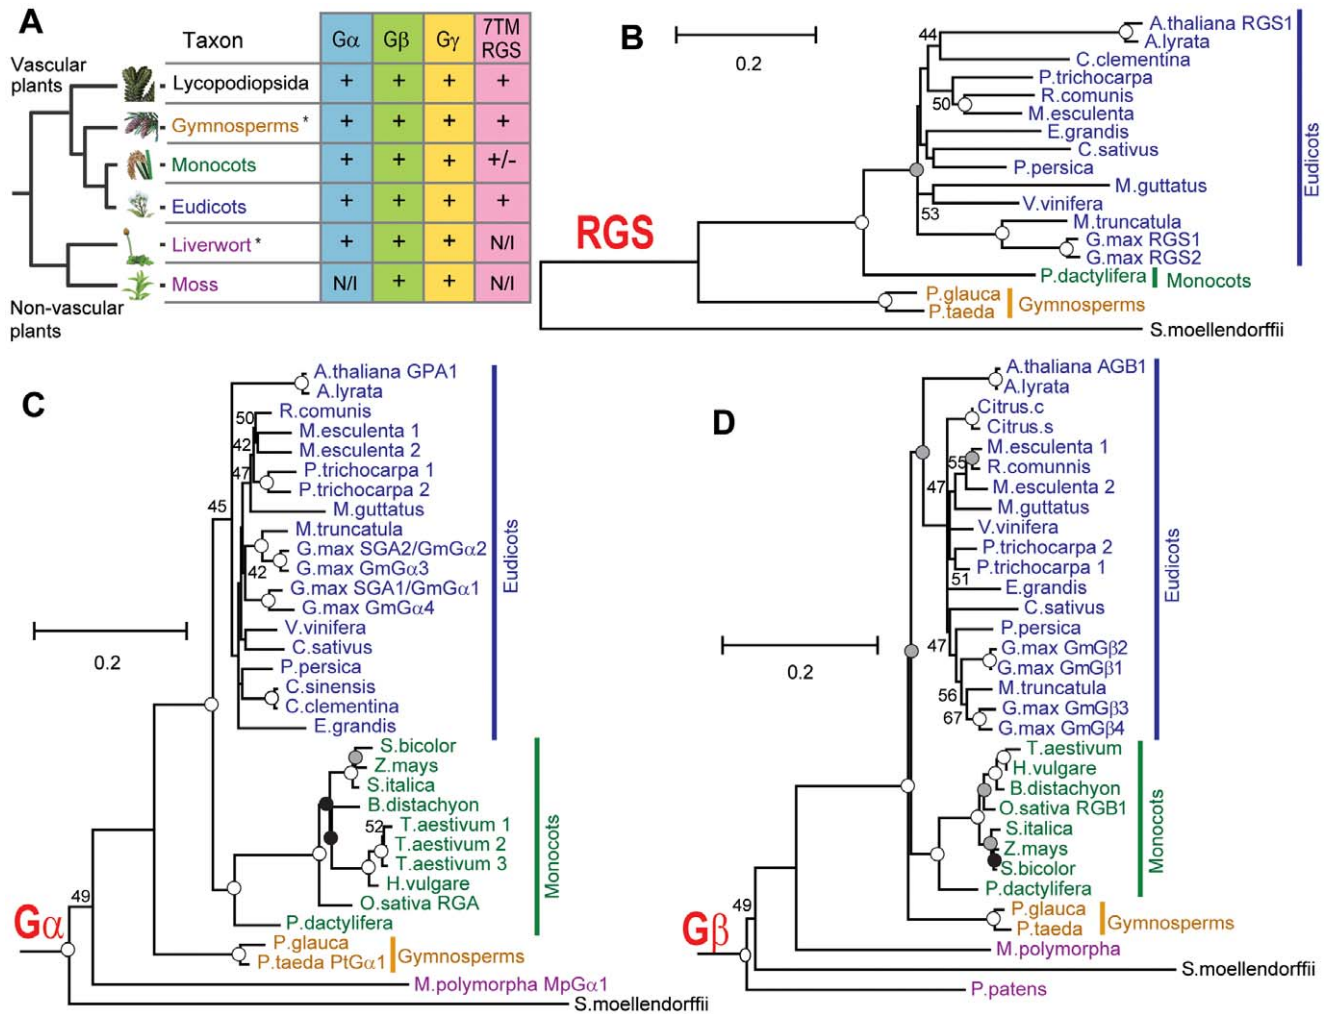 A
Taxon
Gα
Gβ
Gγ
7TM
RGS
Vascular
plants
Lycopodiopsida + + + +
Gymnosperms * + + + +
Monocots + + + +/-
Eudicots + + + +
Liverwort * + + + N/I
Moss N/I + + N/I
Non-vascular
plants
B
0.2
RGS
44
50
53
A.thaliana RGS1
A.lyrata
C.clementina
P.trichocarpa
R.comunis
M.esculenta
E.grandis
C.sativus
P.persica
M.guttatus
V.vinifera
M.truncatula
G.max RGS1
G.max RGS2
Eudicots
P.dactylifera
Monocots
P.glauca
P.taeda
Gymnosperms
S.moellendorffii
C
0.2
Gα
49
45
50
42
47
42
52
A.thaliana GPA1
A.lyrata
R.comunis
M.esculenta 1
M.esculenta 2
P.trichocarpa 1
P.trichocarpa 2
M.guttatus
M.truncatula
G.max SGA2/GmGα2
G.max GmGα3
G.max SGA1/GmGα1
G.max GmGα4
V.vinifera
C.sativus
P.persica
C.sinensis
C.clementina
E.grandis
Eudicots
S.bicolor
Z.mays
S.italica
B.distachyon
T.aestivum 1
T.aestivum 2
T.aestivum 3
H.vulgare
O.sativa RGA
P.dactylifera
Monocots
P.glauca
P.taeda PtGα1
Gymnosperms
M.polymorpha MpGα1
S.moellendorffii
D
0.2
Gβ
49
55
47
51
47
56
67
A.thaliana AGB1
A.lyrata
Citrus.c
Citrus.s
M.esculenta 1
R.comunnis
M.esculenta 2
M.guttatus
V.vinifera
P.trichocarpa 2
P.trichocarpa 1
E.grandis
C.sativus
P.persica
G.max GmGβ2
G.max GmGβ1
M.truncatula
G.max GmGβ3
G.max GmGβ4
Eudicots
T.aestivum
H.vulgare
B.distachyon
O.sativa RGB1
S.italica
Z.mays
S.bicolor
P.dactylifera
Monocots
P.glauca
P.taeda
Gymnosperms
M.polymorpha
S.moellendorffii
P.patens